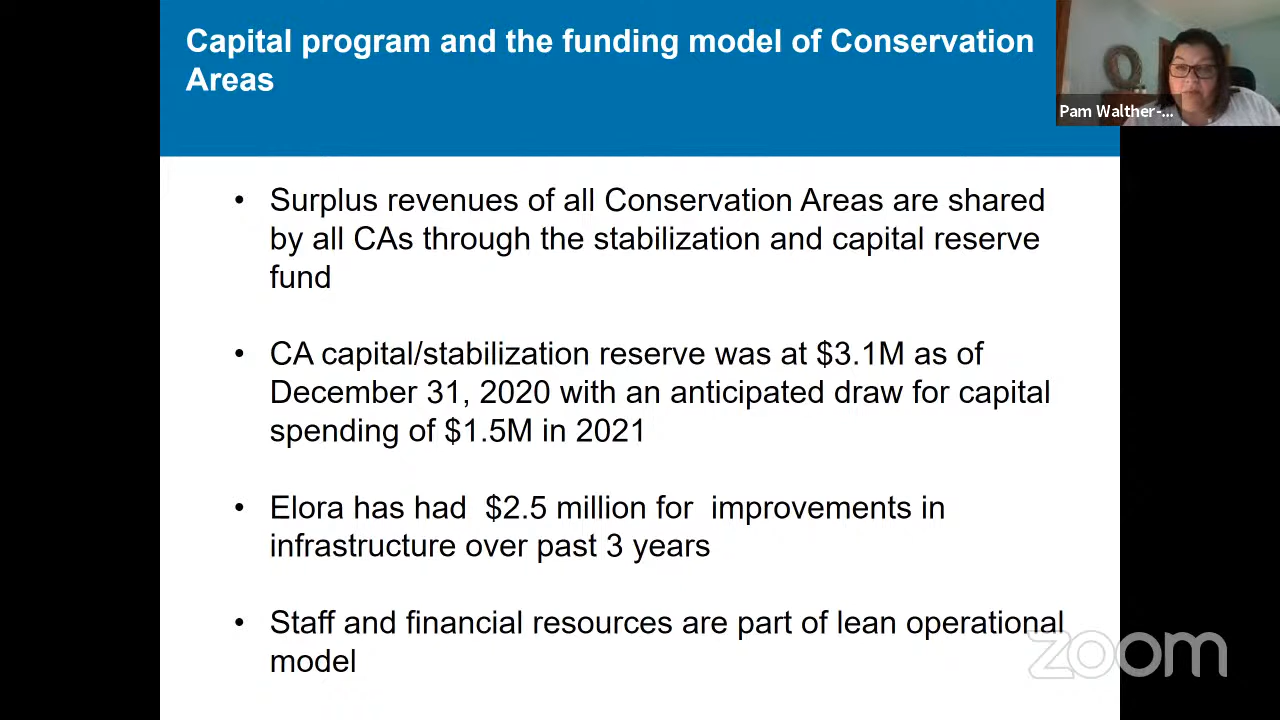 Capital program and the funding model of Conservation
Areas
Pam Walther-...
• Surplus revenues of all Conservation Areas are shared
by all CAs through the stabilization and capital reserve
fund
• CA capital/stabilization reserve was at $3.1M as of
December 31, 2020 with an anticipated draw for capital
spending of $1.5M in 2021
• Elora has had  $2.5 million for  improvements in
infrastructure over past 3 years
• Staff and financial resources are part of lean operational
model
zoom